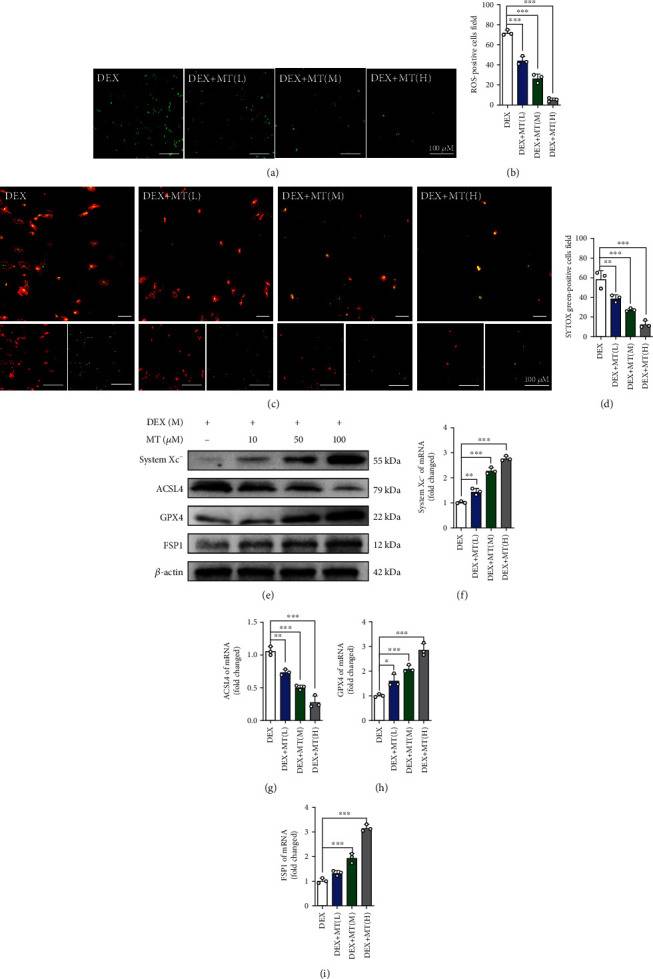 DEX DEX+MT(L) DEX+MT(M) DEX+MT(H)
100 μM
(a)
ROS-positive cells field
100
80
60
40
20
0
*** 
***
***
DEX
DEX+MT(L)
DEX+MT(M)
DEX+MT(H)
(b)
DEX DEX+MT(L) DEX+MT(M) DEX+MT(H)
100 μM
(c)
SYTOX green-positive cells field
100
80
60
40
20
0
***
***
**
DEX
DEX+MT(L)
DEX+MT(M)
DEX+MT(H)
(d)
DEX (M) + + + +
MT (μM) – 10 50 100
System Xc⁻ 55 kDa
ACSL4 79 kDa
GPX4 22 kDa
FSP1 12 kDa
β-actin 42 kDa
(e)
System Xc⁻ of mRNA
(fold changed)
4
3
2
1
0
***
***
**
DEX
DEX+MT(L)
DEX+MT(M)
DEX+MT(H)
(f)
ACSL4 of mRNA
(fold changed)
1.5
1.0
0.5
0.0
***
***
**
DEX
DEX+MT(L)
DEX+MT(M)
DEX+MT(H)
(g)
GPX4 of mRNA
(fold changed)
4
3
2
1
0
***
***
*
DEX
DEX+MT(L)
DEX+MT(M)
DEX+MT(H)
(h)
FSP1 of mRNA
(fold changed)
4
3
2
1
0
***
***
DEX
DEX+MT(L)
DEX+MT(M)
DEX+MT(H)
(i)